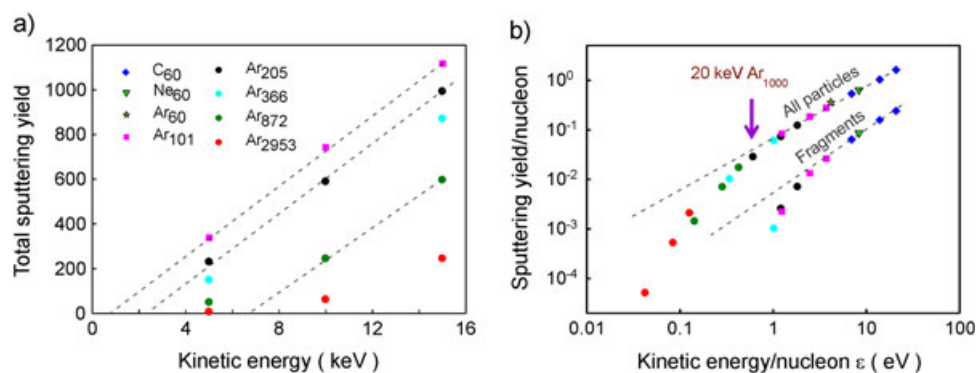 a)
Total sputtering yield
1200
1000
800
600
400
200
0
C60
Ne60
Ar60
Ar101
Ar205
Ar366
Ar872
Ar2953
0 4 8 12 16
Kinetic energy ( keV )
b)
Sputtering yield/nucleon
10^0
10^-1
10^-2
10^-3
10^-4
20 keV Ar1000
All particles
Fragments
0.01 0.1 1 10 100
Kinetic energy/nucleon ε ( eV )